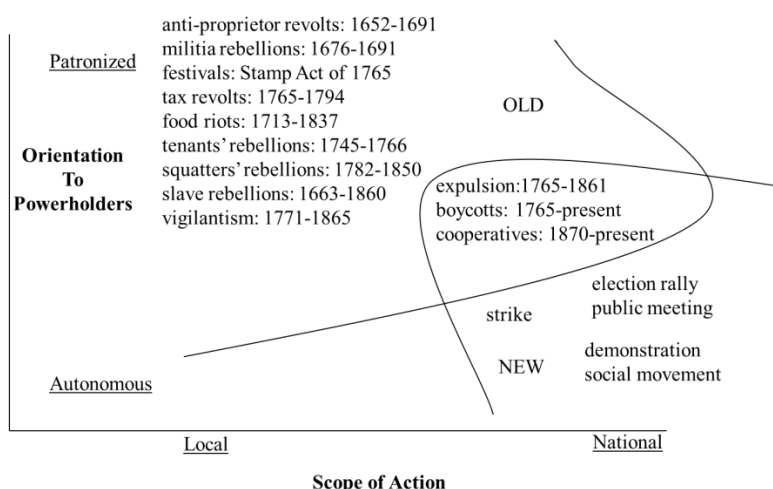 anti-proprietor revolts: 1652-1691
militia rebellions: 1676-1691
Patronized
festivals: Stamp Act of 1765
tax revolts: 1765-1794
food riots: 1713-1837
tenants' rebellions: 1745-1766
squatters' rebellions: 1782-1850
slave rebellions: 1663-1860
vigilantism: 1771-1865
Orientation
To
Powerholders
OLD
expulsion:1765-1861
boycotts: 1765-present
cooperatives: 1870-present
election rally
public meeting
strike
NEW
demonstration
social movement
Autonomous
Local
National
Scope of Action